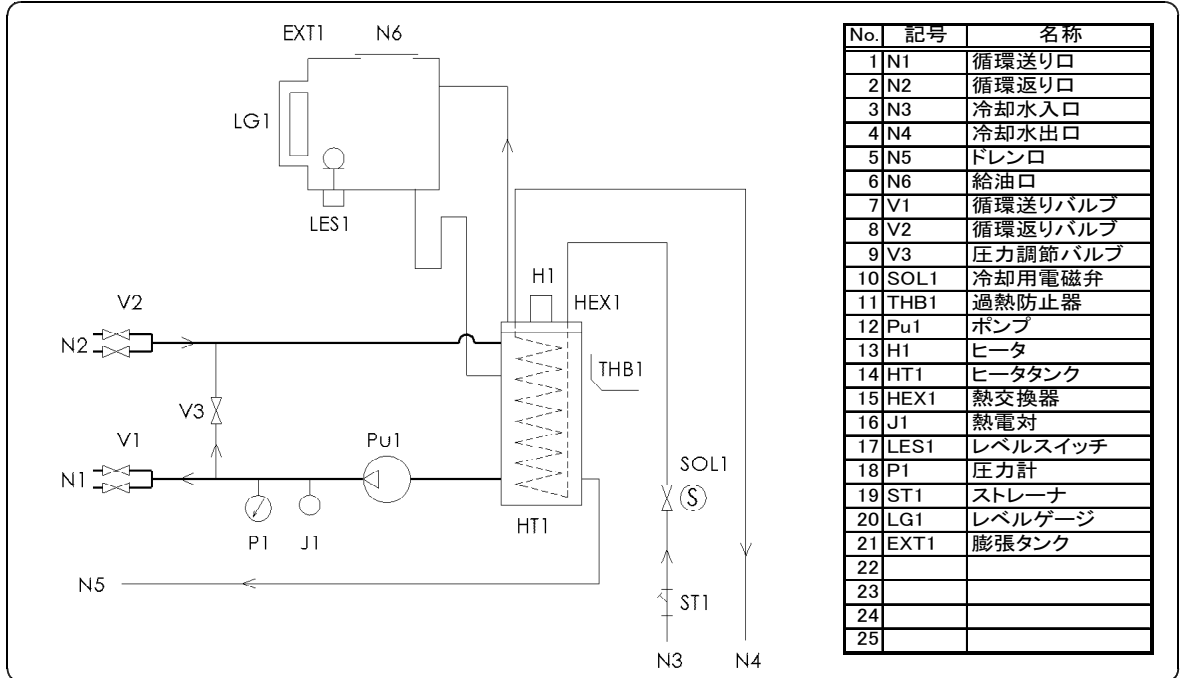 EXT1 N6
LG1
LES1
H1
HEX1
V2
N2
THB1
V3
V1
Pu1
N1
SOL1
S
P1 J1
HT1
N5
ST1
N3 N4
No. 記号 名称
1 N1 循環送り口
2 N2 循環返り口
3 N3 冷却水入口
4 N4 冷却水出口
5 N5 ドレン口
6 N6 給油口
7 V1 循環送りバルブ
8 V2 循環返りバルブ
9 V3 圧力調節バルブ
10 SOL1 冷却用電磁弁
11 THB1 過熱防止器
12 Pu1 ポンプ
13 H1 ヒータ
14 HT1 ヒータタンク
15 HEX1 熱交換器
16 J1 熱電対
17 LES1 レベルスイッチ
18 P1 圧力計
19 ST1 ストレーナ
20 LG1 レベルゲージ
21 EXT1 膨張タンク
22
23
24
25